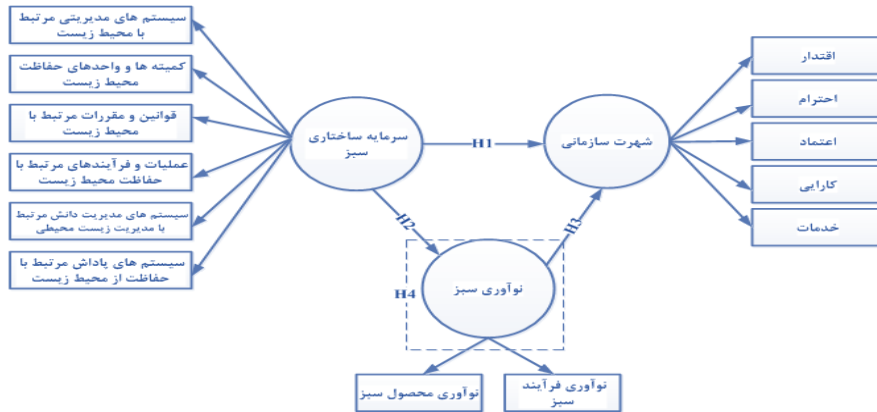 سیستم های مدیریتی مرتبط
با محیط زیست
کمیته ها و واحدهای حفاظت
محیط زیست
قوانین و مقررات مرتبط با
محیط زیست
عملیات و فرآیندهای مرتبط با
حفاظت محیط زیست
سیستم های مدیریت دانش مرتبط
با مدیریت زیست محیطی
سیستم های پاداش مرتبط با
حفاظت از محیط زیست
سرمایه ساختاری
سبز
H1
شهرت سازمانی
اقتدار
احترام
اعتماد
کارایی
خدمات
H2
H3
H4
نوآوری سبز
نوآوری محصول سبز
نوآوری فرآیند
سبز